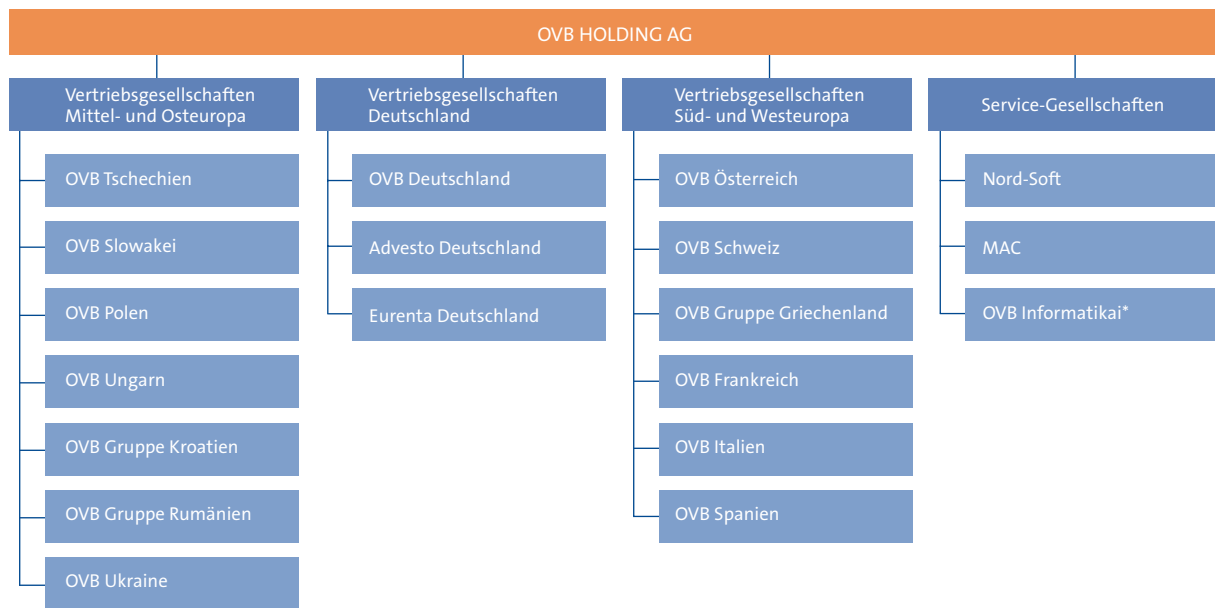 OVB HOLDING AG
Vertriebsgesellschaften
Mittel- und Osteuropa
OVB Tschechien
OVB Slowakei
OVB Polen
OVB Ungarn
OVB Gruppe Kroatien
OVB Gruppe Rumänien
OVB Ukraine
Vertriebsgesellschaften
Deutschland
OVB Deutschland
Advesto Deutschland
Eurenta Deutschland
Vertriebsgesellschaften
Süd- und Westeuropa
OVB Österreich
OVB Schweiz
OVB Gruppe Griechenland
OVB Frankreich
OVB Italien
OVB Spanien
Service-Gesellschaften
Nord-Soft
MAC
OVB Informatikai*